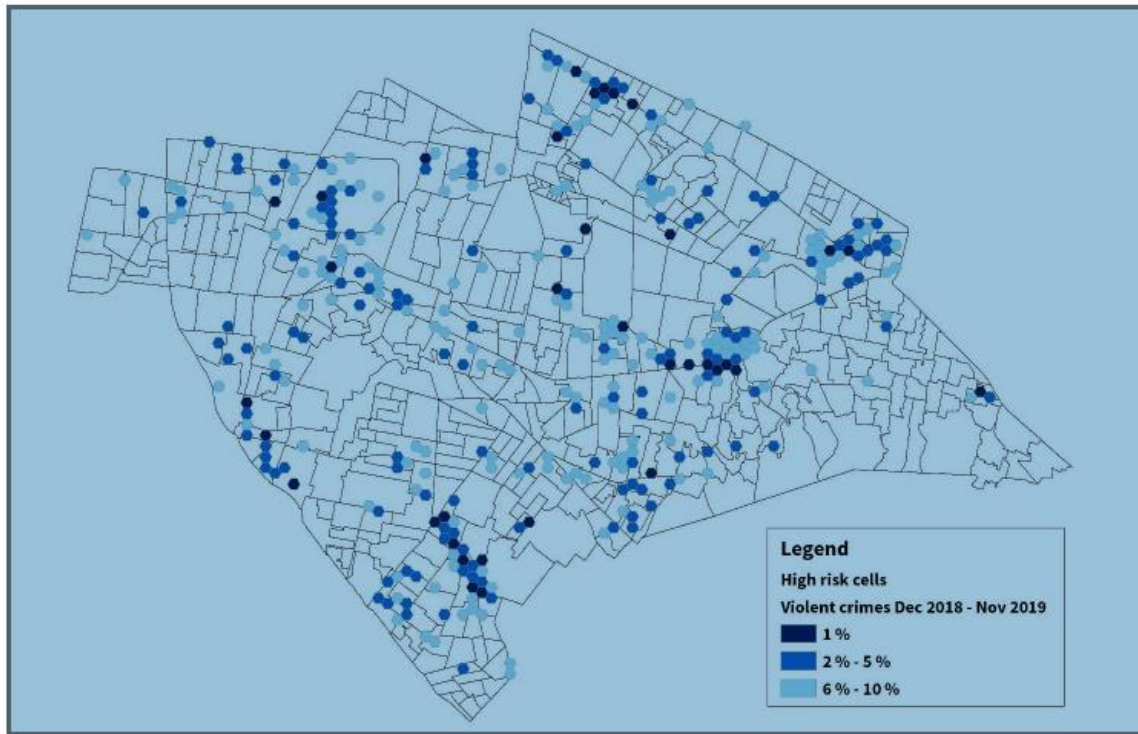 Legend
High risk cells
Violent crimes Dec 2018 - Nov 2019
1 %
2 % - 5 %
6 % - 10 %